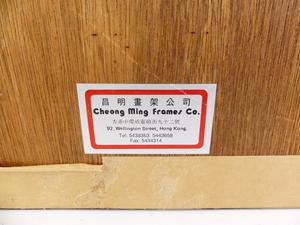 昌明畫架公司
Cheong Ming Frames Co.
香港中環威靈頓街九十二號
92, Wellington Street, Hong Kong.
Tel: 5438363 5443658
Fax: 5434314